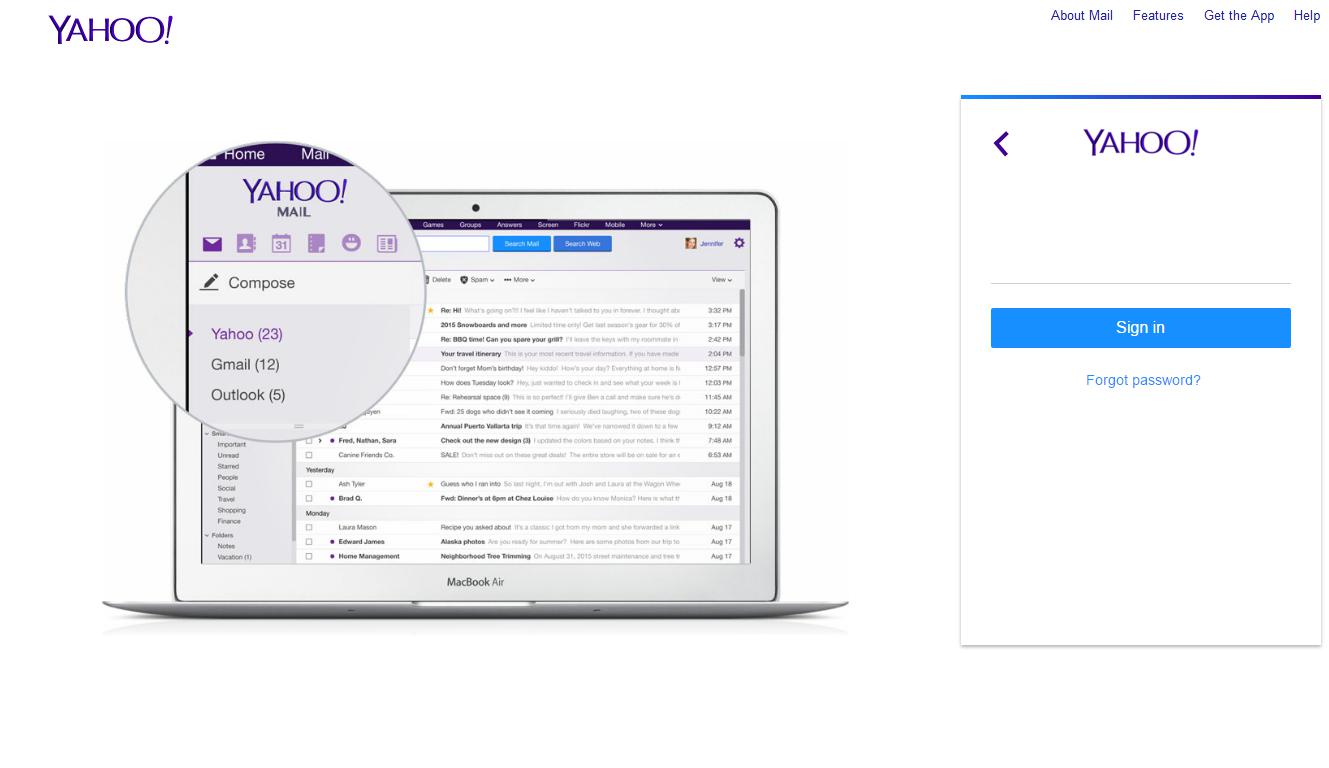 YAHOO!
About Mail Features Get the App Help
Home Mail
YAHOO!
MAIL
31
Compose
Yahoo (23)
Gmail (12)
Outlook (5)
Games Groups Answers Screen Flickr Mobile More
Search Mail Search Web Jennifer
Delete Spam More View
Re: Hi! What's going on?!! I feel like I haven't talked to you in forever. I thought abo 3:32 PM
2015 Snowboards and more Limited time only! Get last season's gear for 30% of 3:17 PM
Re: BBQ time! Can you spare your grill? I'll leave the keys with my roommate in 2:42 PM
Your travel itinerary This is your most recent travel information. If you have made 2:04 PM
Don't forget Mom's birthday! Hey kiddo! How's your day? Everything at home is f 12:57 PM
How does Tuesday look? Hey, just wanted to check in and see what your week is l 12:03 PM
Re: Rehearsal space (9) This is so perfect! I'll give Ben a call and make sure he's 11:45 AM
Fwd: 25 dogs who didn't see it coming I seriously died laughing, two of these dogs 10:22 AM
Annual Puerto Vallarta trip It's that time again! We've narrowed it down to a few 9:12 AM
Fred, Nathan, Sara Check out the new design (3) I updated the colors based on your notes. I think th 7:48 AM
Canine Friends Co. SALE! Don't miss out on these great deals! The entire store will be on sale for an 6:53 AM
Yesterday
Ash Tyler Guess who I ran into So last night, I'm out with Josh and Laura at the Wagon Whe Aug 18
Brad Q. Fwd: Dinner's at 6pm at Chez Louise How do you know Monica? Here is what Aug 18
Monday
Laura Mason Recipe you asked about It's a classic I got from my mom and she forwarded a link Aug 17
Edward James Alaska photos Are you ready for summer? Here are some photos from our trip to Aug 17
Home Management Neighborhood Tree Trimming On August 31, 2015 street maintenance and tree Aug 17
Important
Unread
Starred
People
Social
Travel
Shopping
Finance
Folders
Notes
Vacation (1)
MacBook Air
YAHOO!
Sign in
Forgot password?